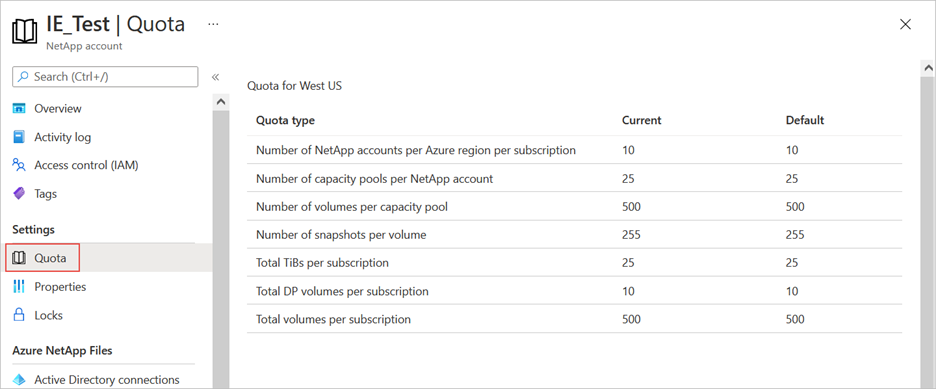 IE_Test | Quota ...
NetApp account
Search (Ctrl+/)
Overview
Activity log
Access control (IAM)
Tags
Settings
Quota
Properties
Locks
Azure NetApp Files
Active Directory connections
Quota for West US
Quota type Current Default
Number of NetApp accounts per Azure region per subscription 10 10
Number of capacity pools per NetApp account 25 25
Number of volumes per capacity pool 500 500
Number of snapshots per volume 255 255
Total TiBs per subscription 25 25
Total DP volumes per subscription 10 10
Total volumes per subscription 500 500